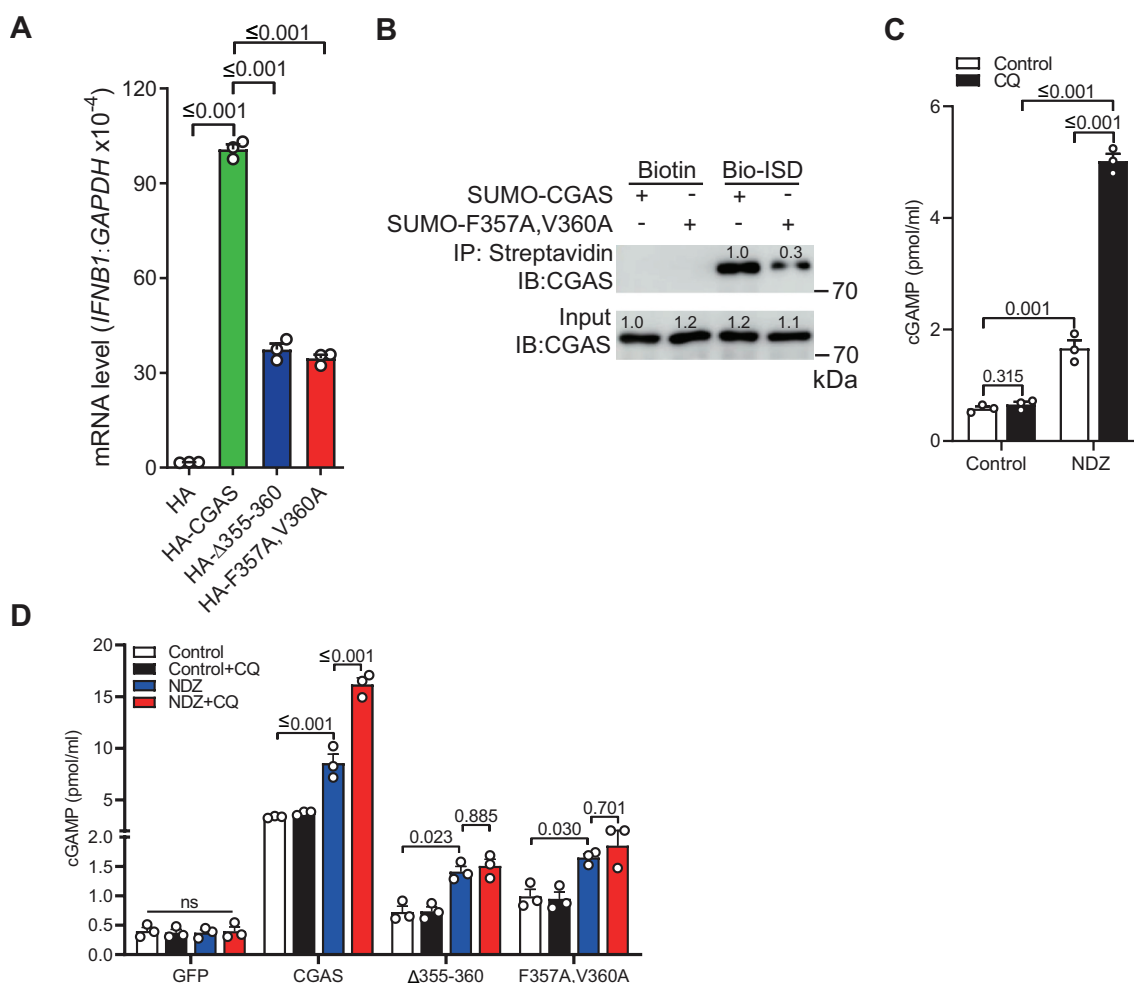 A
≤0.001
≤0.001
≤0.001
mRNA level (IFNB1:GAPDH x10⁻⁴)
120
90
60
30
0
HA
HA-CGAS
HA-Δ355-360
HA-F357A,V360A
B
Biotin Bio-ISD
SUMO-CGAS + - + -
SUMO-F357A,V360A - + - +
IP: Streptavidin 1.0 0.3
IB:CGAS
70
Input 1.0 1.2 1.2 1.1
IB:CGAS
70
kDa
C
Control
CQ
≤0.001
≤0.001
0.001
0.315
cGAMP (pmol/ml)
6
4
2
0
Control NDZ
D
Control
Control+CQ
NDZ
NDZ+CQ
cGAMP (pmol/ml)
20
15
10
5
2.0
1.5
1.0
0.5
0.0
ns
≤0.001
≤0.001
0.023
0.885
0.030
0.701
GFP CGAS Δ355-360 F357A,V360A